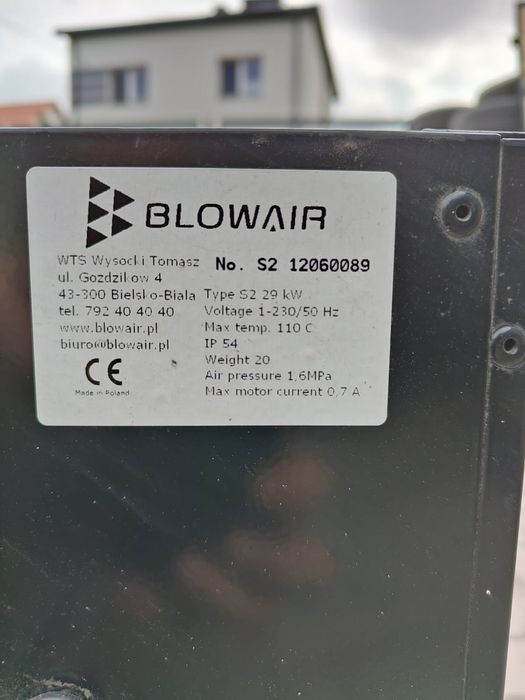 BLOWAIR
WTS Wysocki Tomasz
ul. Gozdzikow 4
43-300 Bielsko-Biala
tel. 792 40 40 40
www.blowair.pl
biuro@blowair.pl
CE
Made in Poland
No. S2 12060089
Type S2 29 kW
Voltage 1-230/50 Hz
Max temp. 110 C
IP 54
Weight 20
Air pressure 1,6MPa
Max motor current 0,7 A